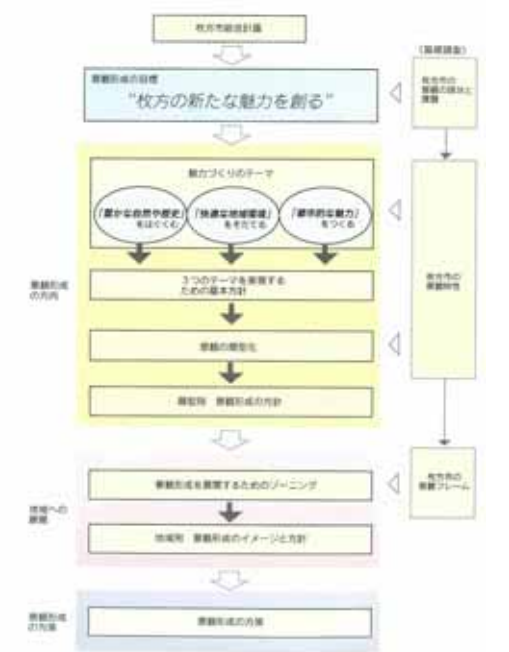 枚方市総合計画
(基礎調査)
景観形成の目標
"枚方の新たな魅力を創る"
枚方市の
景観の現状と
課題
魅力づくりのテーマ
「豊かな自然や歴史」
をはぐくむ
「快適な地域環境」
をそだてる
「都市的な魅力」
をつくる
景観形成
の方向
3つのテーマを実現する
ための基本方針
枚方市の
景観特性
景観の類型化
類型別 景観形成の方針
地域への
展開
景観形成を展開するためのゾーニング
枚方市の
景観フレーム
地域別 景観形成のイメージと方針
景観形成
の方策
景観形成の方策